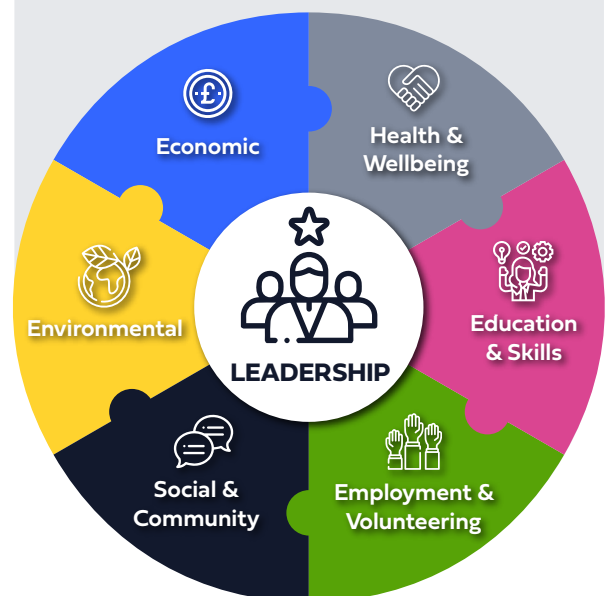 Economic
Health &
Wellbeing
Education
& Skills
Employment &
Volunteering
Social &
Community
Environmental
LEADERSHIP